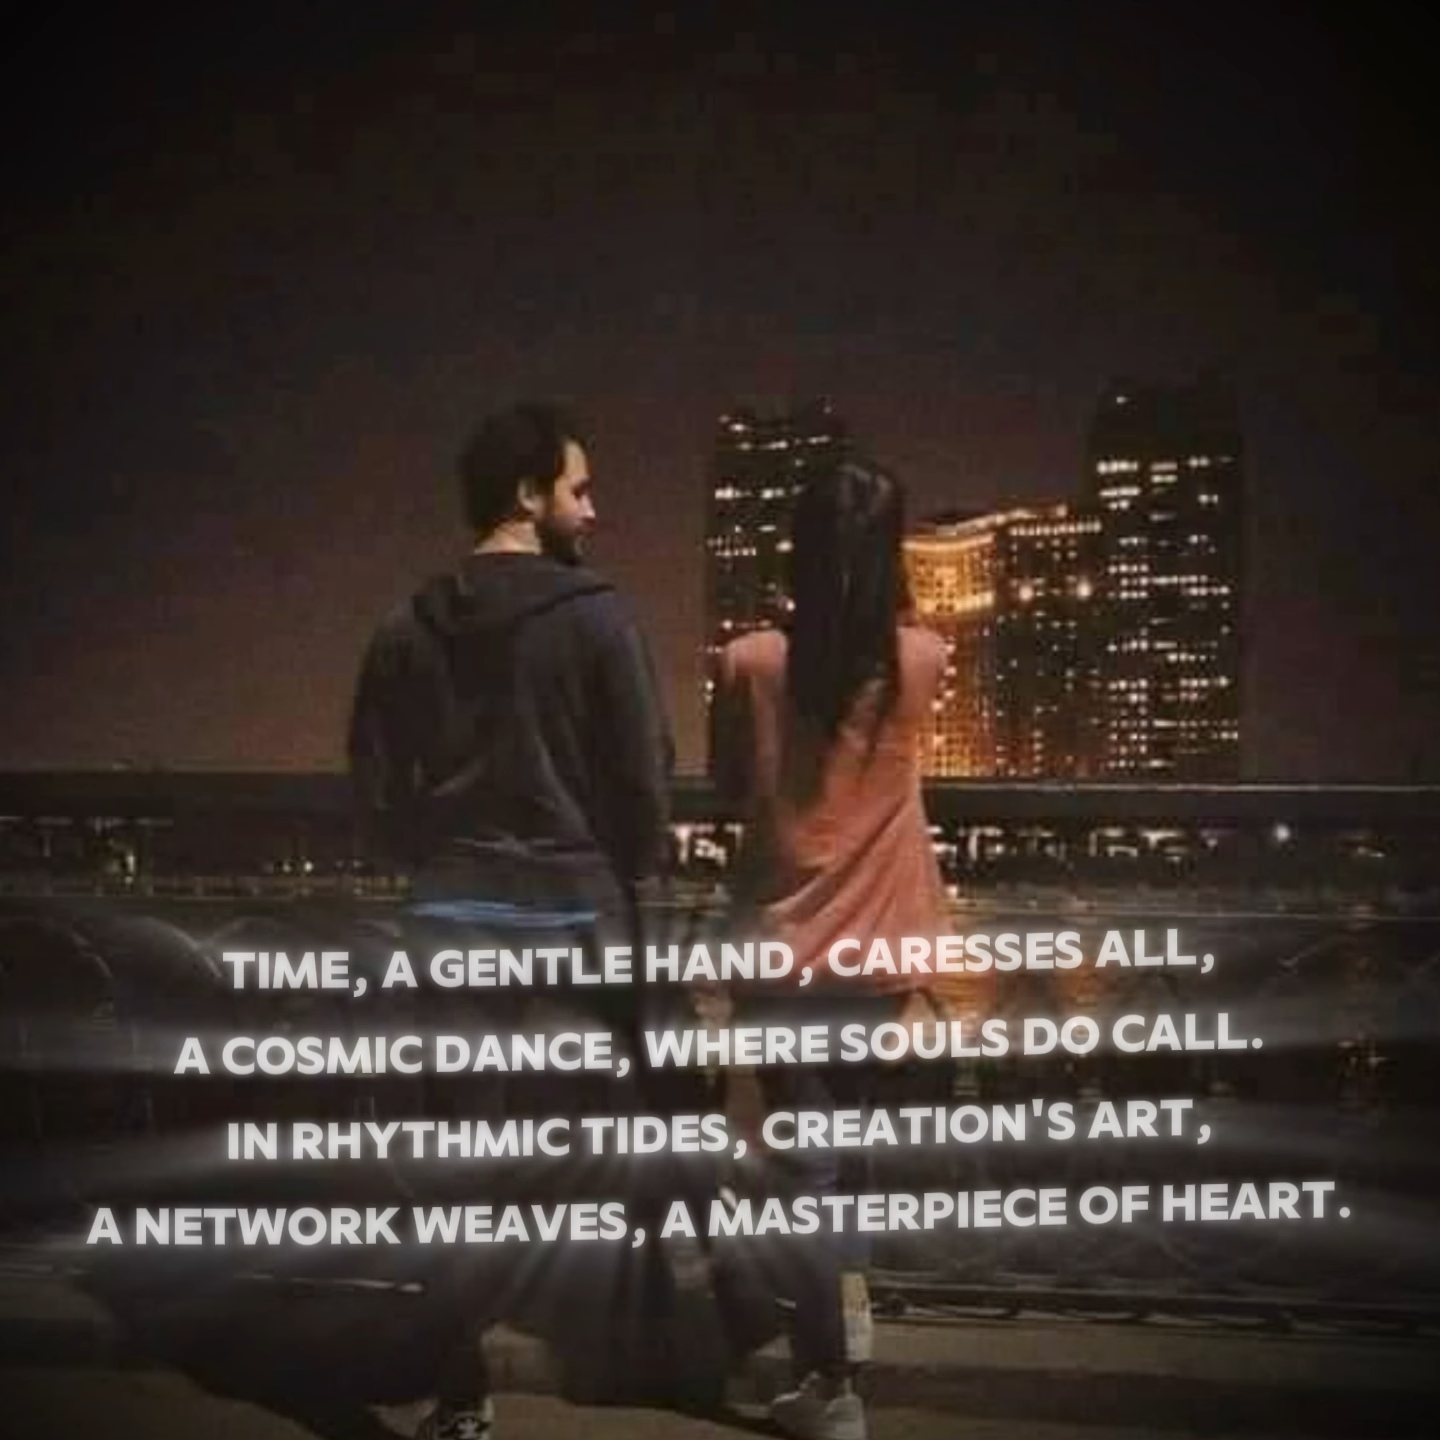 TIME, A GENTLE HAND, CARESSES ALL,
A COSMIC DANCE, WHERE SOULS DO CALL.
IN RHYTHMIC TIDES, CREATION'S ART,
A NETWORK WEAVES, A MASTERPIECE OF HEART.